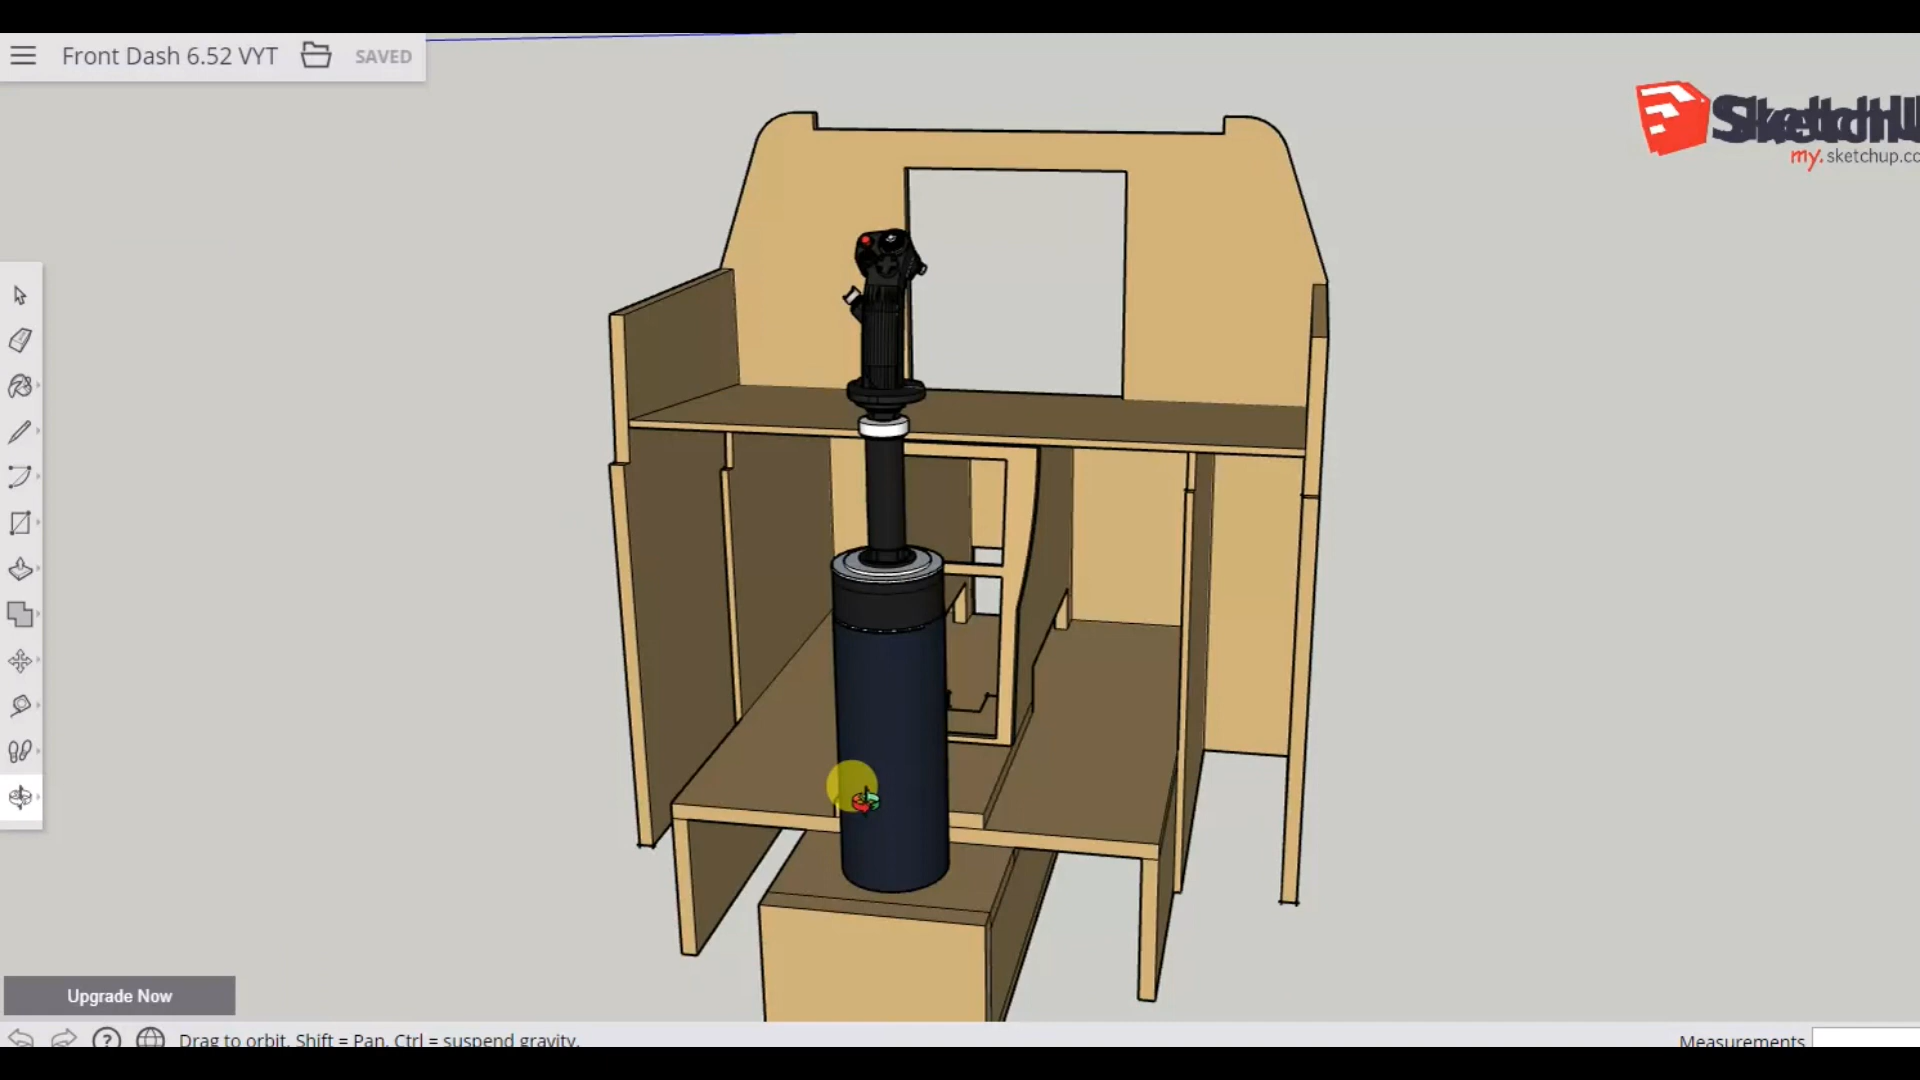 Front Dash 6.52 VYT
SAVED
my.sketchup.co
Upgrade Now
? Drag to orbit. Shift = Pan, Ctrl = suspend gravity.
Measurements